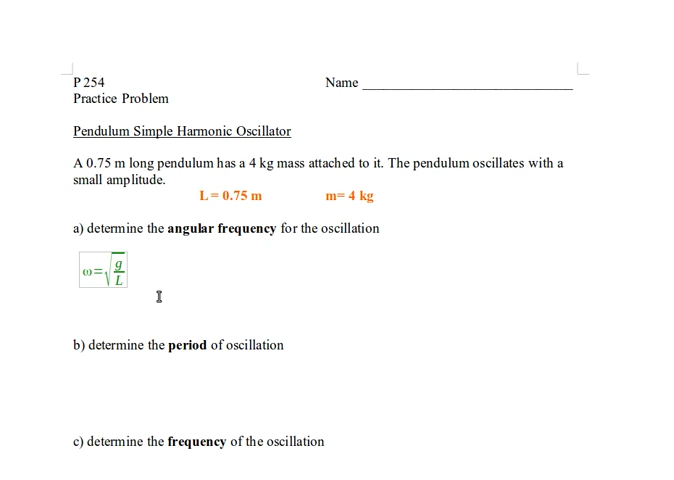 P 254 Name ____________________
Practice Problem
Pendulum Simple Harmonic Oscillator
A 0.75 m long pendulum has a 4 kg mass attached to it. The pendulum oscillates with a
small amplitude.
L = 0.75 m m= 4 kg
a) determine the angular frequency for the oscillation
ω=√(g/L)
b) determine the period of oscillation
c) determine the frequency of the oscillation